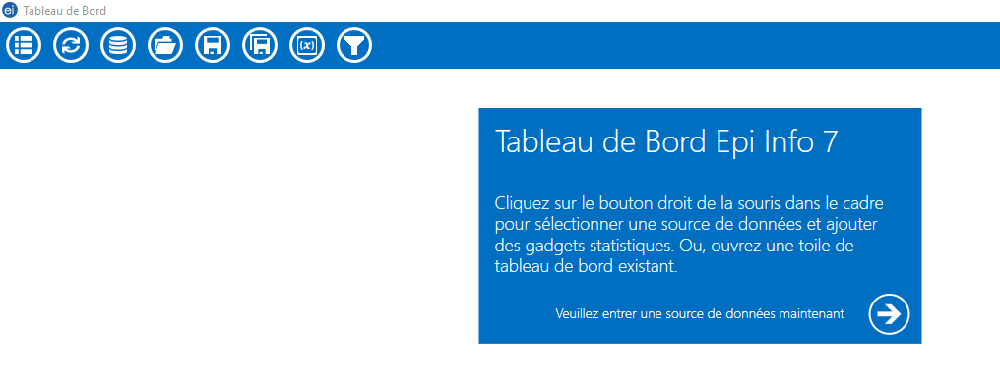 ei Tableau de Bord
(x)
Tableau de Bord Epi Info 7
Cliquez sur le bouton droit de la souris dans le cadre
pour sélectionner une source de données et ajouter
des gadgets statistiques. Ou, ouvrez une toile de
tableau de bord existant.
Veuillez entrer une source de données maintenant